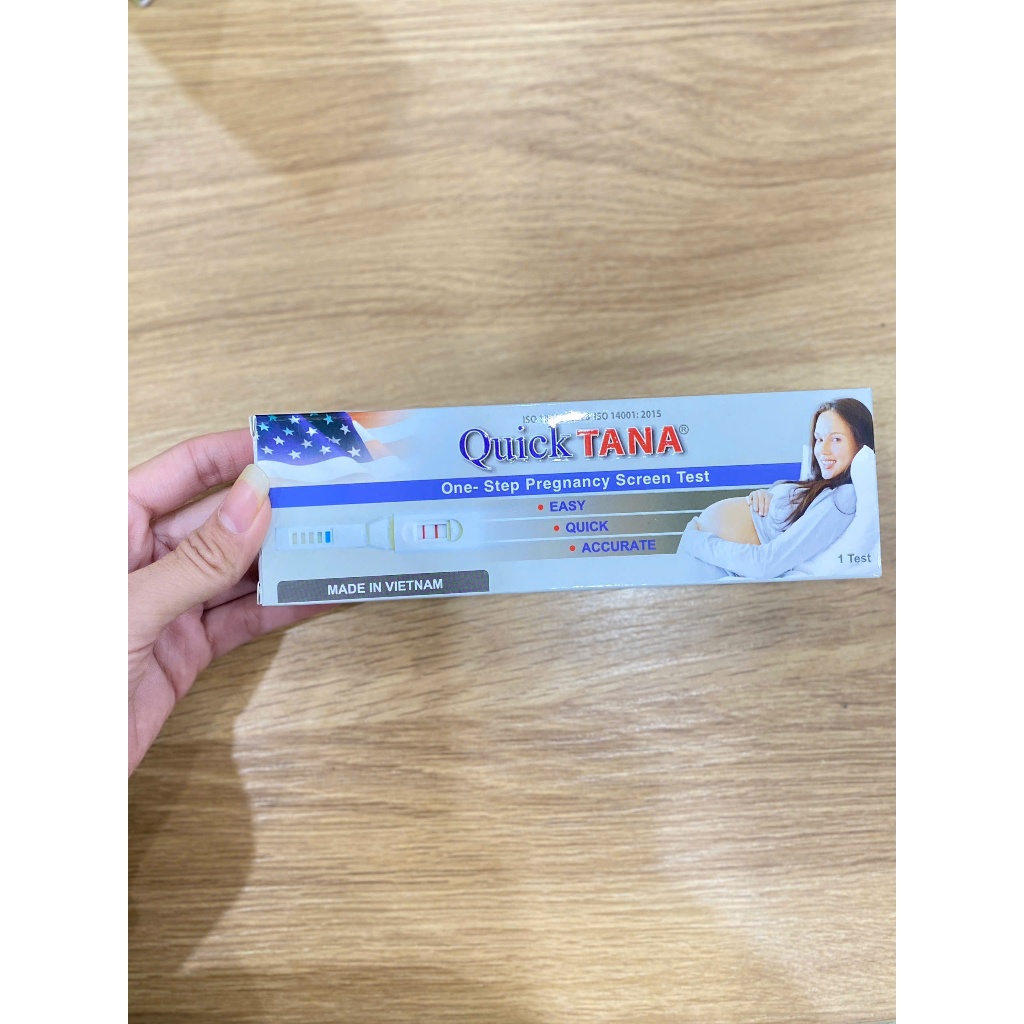 ISO 14001: 2015
Quick TANA®
One- Step Pregnancy Screen Test
• EASY
• QUICK
• ACCURATE
1 Test
MADE IN VIETNAM